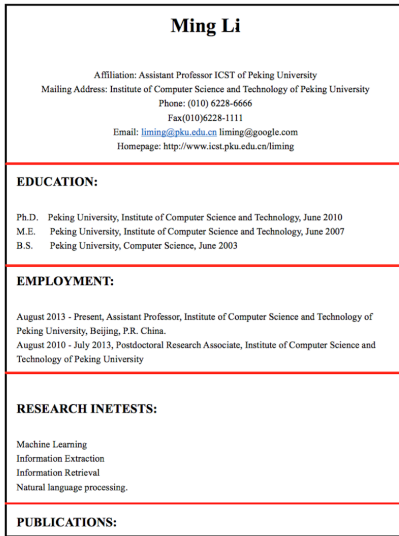 Ming Li
Affiliation: Assistant Professor ICST of Peking University
Mailing Address: Institute of Computer Science and Technology of Peking University
Phone: (010) 6228-6666
Fax(010)6228-1111
Email: liming@pku.edu.cn liming@google.com
Homepage: http://www.icst.pku.edu.cn/liming
EDUCATION:
Ph.D. Peking University, Institute of Computer Science and Technology, June 2010
M.E. Peking University, Institute of Computer Science and Technology, June 2007
B.S. Peking University, Computer Science, June 2003
EMPLOYMENT:
August 2013 - Present, Assistant Professor, Institute of Computer Science and Technology of
Peking University, Beijing, P.R. China.
August 2010 - July 2013, Postdoctoral Research Associate, Institute of Computer Science and
Technology of Peking University
RESEARCH INETESTS:
Machine Learning
Information Extraction
Information Retrieval
Natural language processing.
PUBLICATIONS: